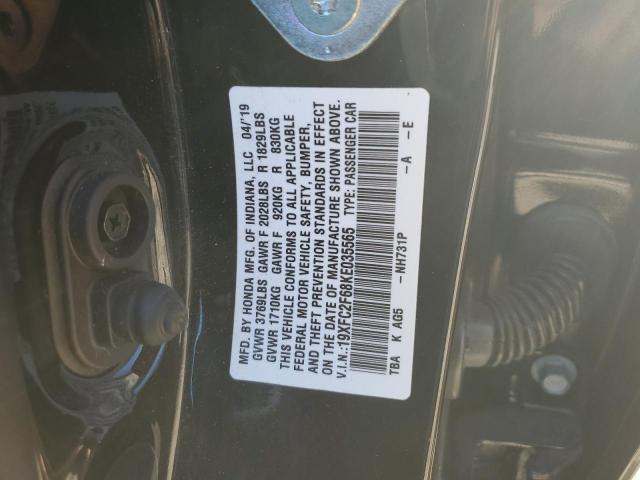 MFD. BY HONDA MFG. OF INDIANA, LLC 04/'19
GVWR 3769LBS GAWR F 2028LBS R 1829LBS
GVWR 1710KG GAWR F 920KG R 830KG
THIS VEHICLE CONFORMS TO ALL APPLICABLE
FEDERAL MOTOR VEHICLE SAFETY, BUMPER,
AND THEFT PREVENTION STANDARDS IN EFFECT
ON THE DATE OF MANUFACTURE SHOWN ABOVE.
V.I.N.:19XFC2F68KE035565 TYPE: PASSENGER CAR
TBA K AG5 -NH731P -A -E